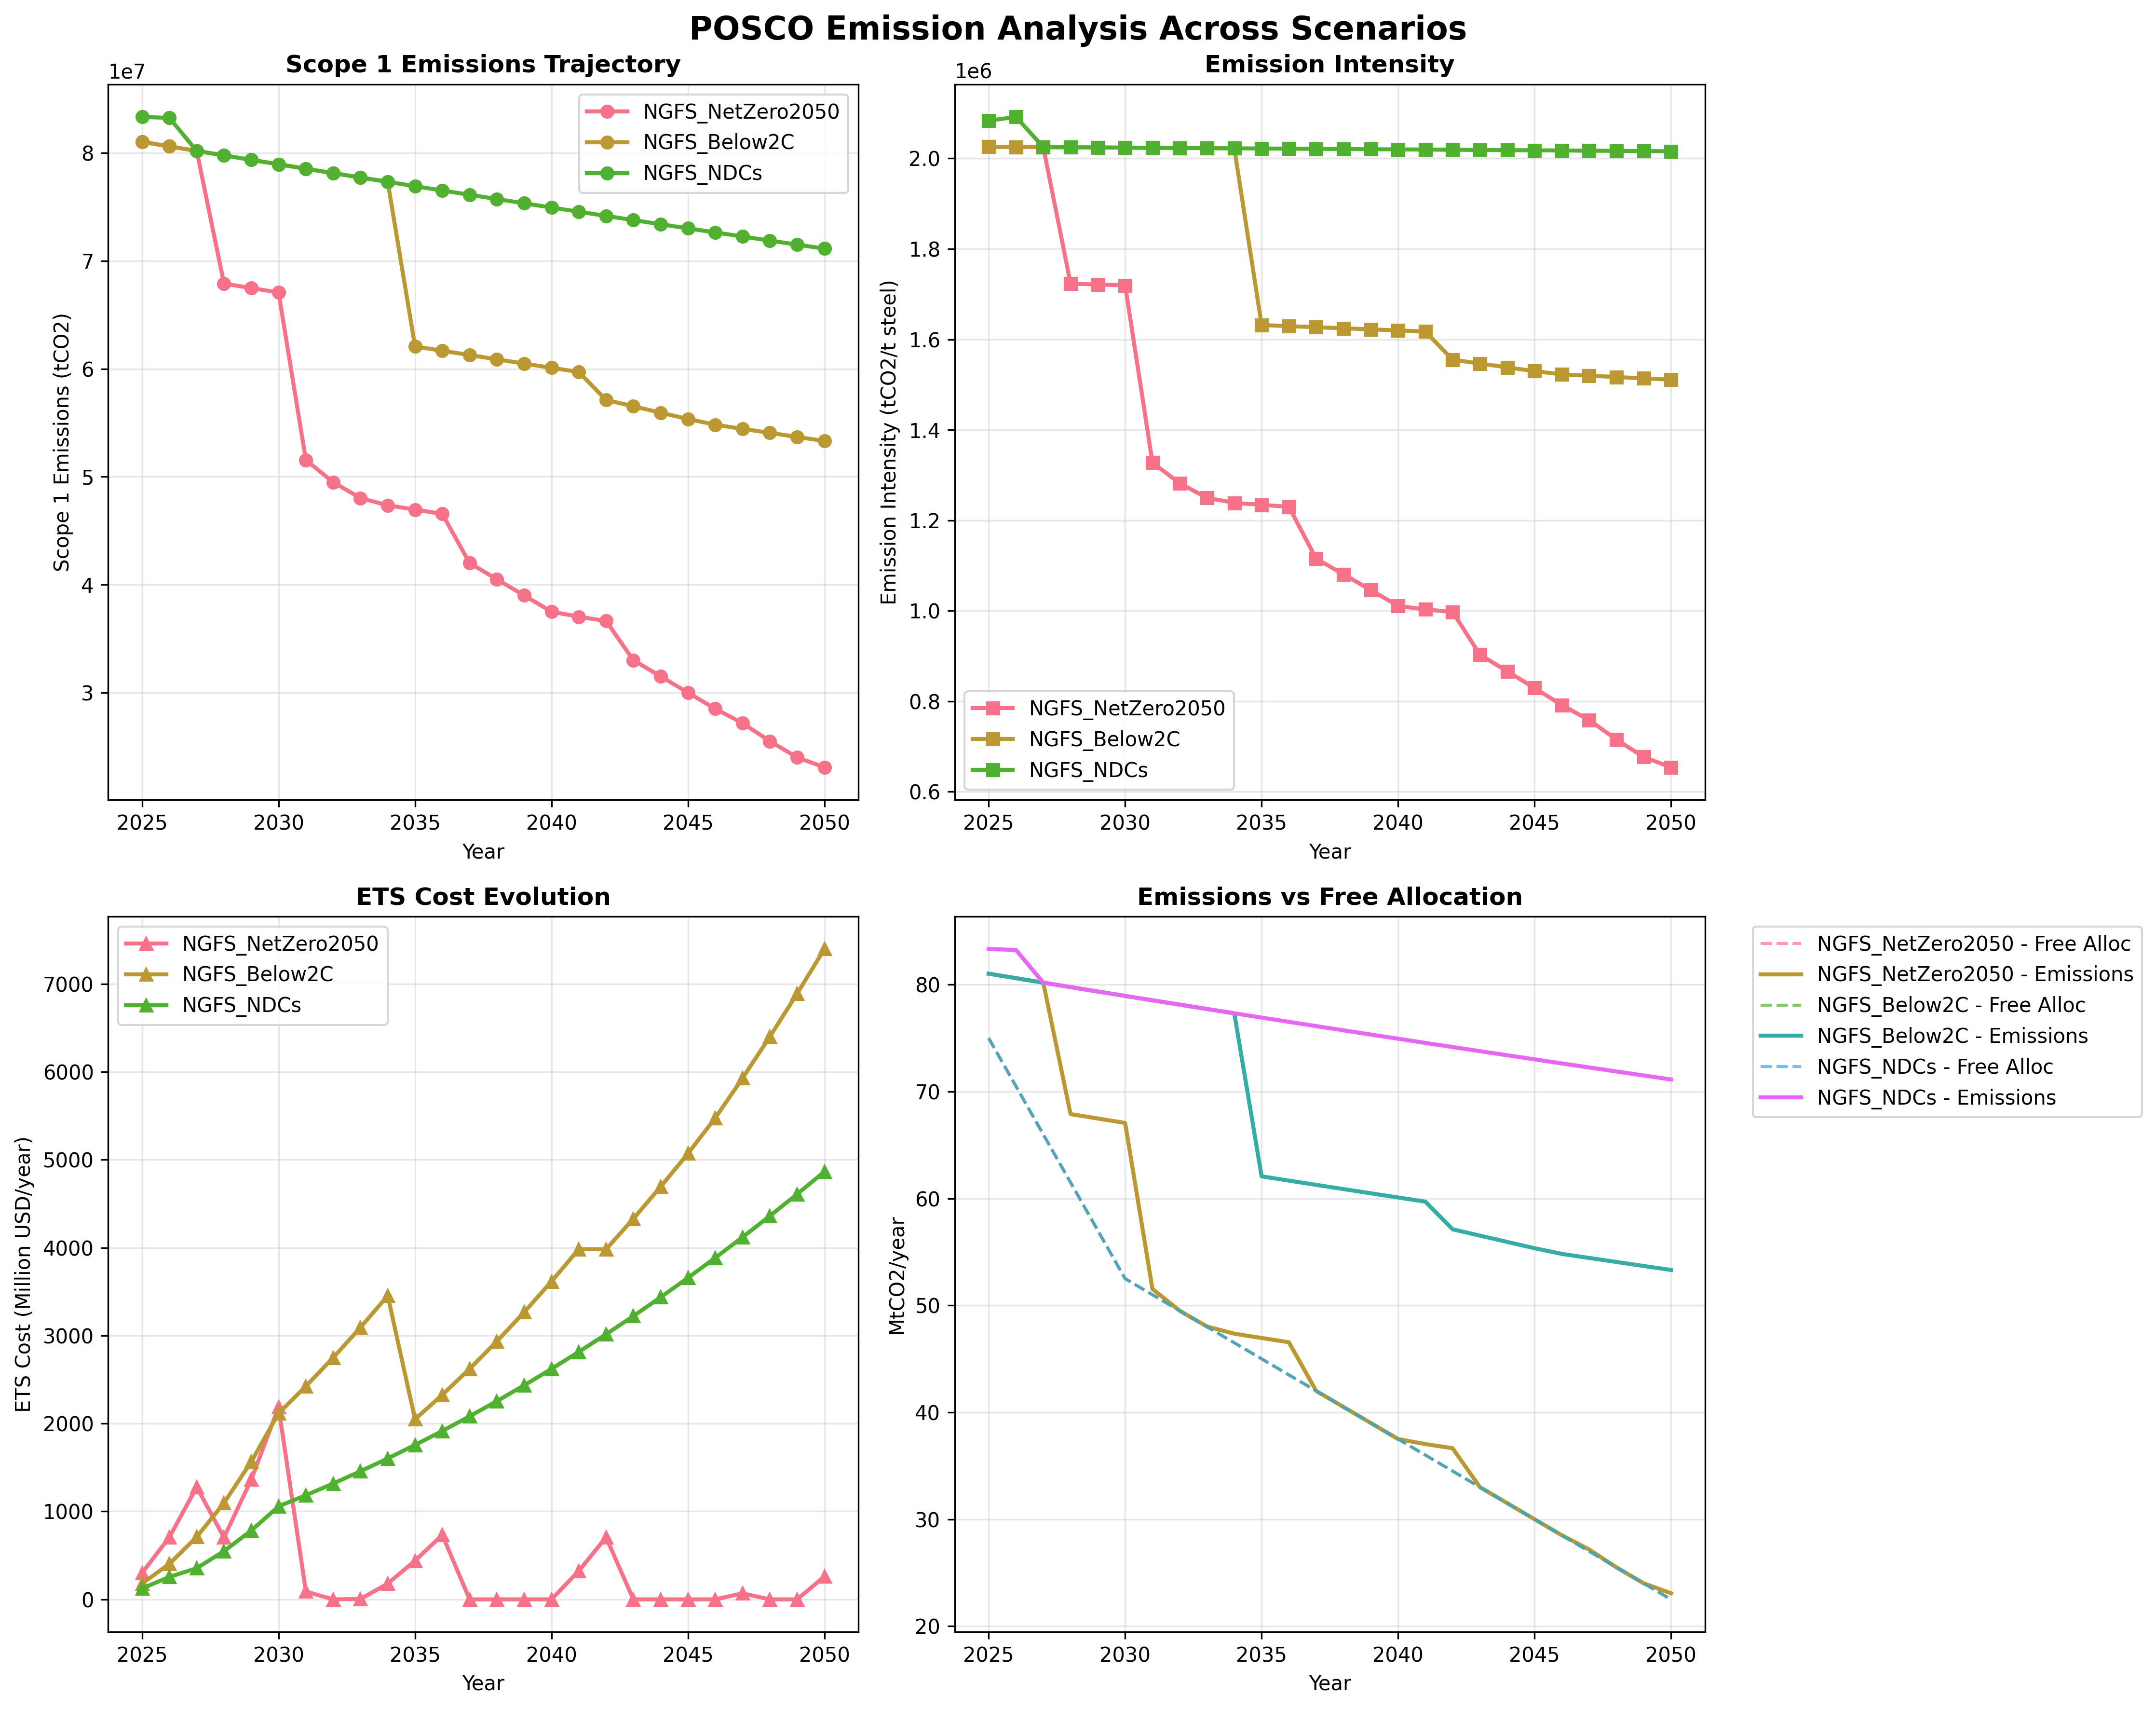 POSCO Emission Analysis Across Scenarios
Scope 1 Emissions Trajectory
1e7
Scope 1 Emissions (tCO2)
8
7
6
5
4
3
NGFS_NetZero2050
NGFS_Below2C
NGFS_NDCs
2025 2030 2035 2040 2045 2050
Year
Emission Intensity
1e6
Emission Intensity (tCO2/t steel)
2.0
1.8
1.6
1.4
1.2
1.0
0.8
0.6
NGFS_NetZero2050
NGFS_Below2C
NGFS_NDCs
2025 2030 2035 2040 2045 2050
Year
ETS Cost Evolution
ETS Cost (Million USD/year)
7000
6000
5000
4000
3000
2000
1000
0
NGFS_NetZero2050
NGFS_Below2C
NGFS_NDCs
2025 2030 2035 2040 2045 2050
Year
Emissions vs Free Allocation
MtCO2/year
80
70
60
50
40
30
20
2025 2030 2035 2040 2045 2050
Year
NGFS_NetZero2050 - Free Alloc
NGFS_NetZero2050 - Emissions
NGFS_Below2C - Free Alloc
NGFS_Below2C - Emissions
NGFS_NDCs - Free Alloc
NGFS_NDCs - Emissions